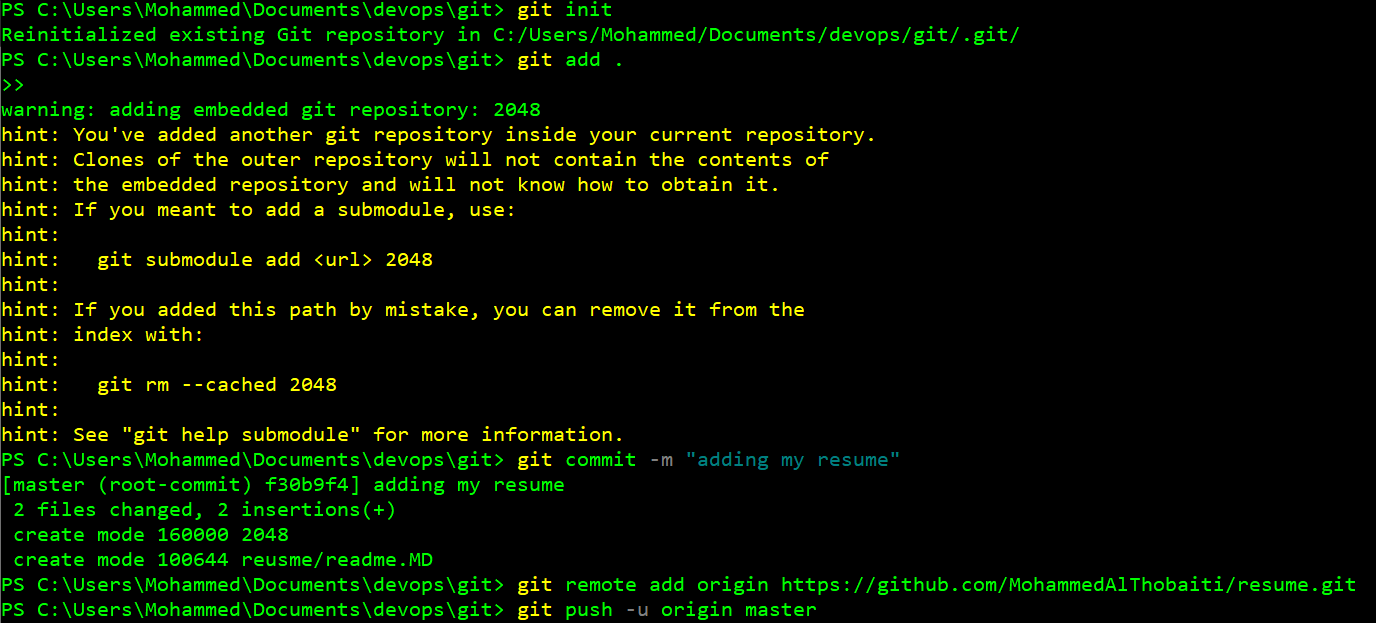 PS C:\Users\Mohammed\Documents\devops\git> git init
Reinitialized existing Git repository in C:/Users/Mohammed/Documents/devops/git/.git/
PS C:\Users\Mohammed\Documents\devops\git> git add .
>>
warning: adding embedded git repository: 2048
hint: You've added another git repository inside your current repository.
hint: Clones of the outer repository will not contain the contents of
hint: the embedded repository and will not know how to obtain it.
hint: If you meant to add a submodule, use:
hint:
hint:   git submodule add <url> 2048
hint:
hint: If you added this path by mistake, you can remove it from the
hint: index with:
hint:
hint:   git rm --cached 2048
hint:
hint: See "git help submodule" for more information.
PS C:\Users\Mohammed\Documents\devops\git> git commit -m "adding my resume"
[master (root-commit) f30b9f4] adding my resume
 2 files changed, 2 insertions(+)
 create mode 160000 2048
 create mode 100644 reusme/readme.MD
PS C:\Users\Mohammed\Documents\devops\git> git remote add origin https://github.com/MohammedAlThobaiti/resume.git
PS C:\Users\Mohammed\Documents\devops\git> git push -u origin master